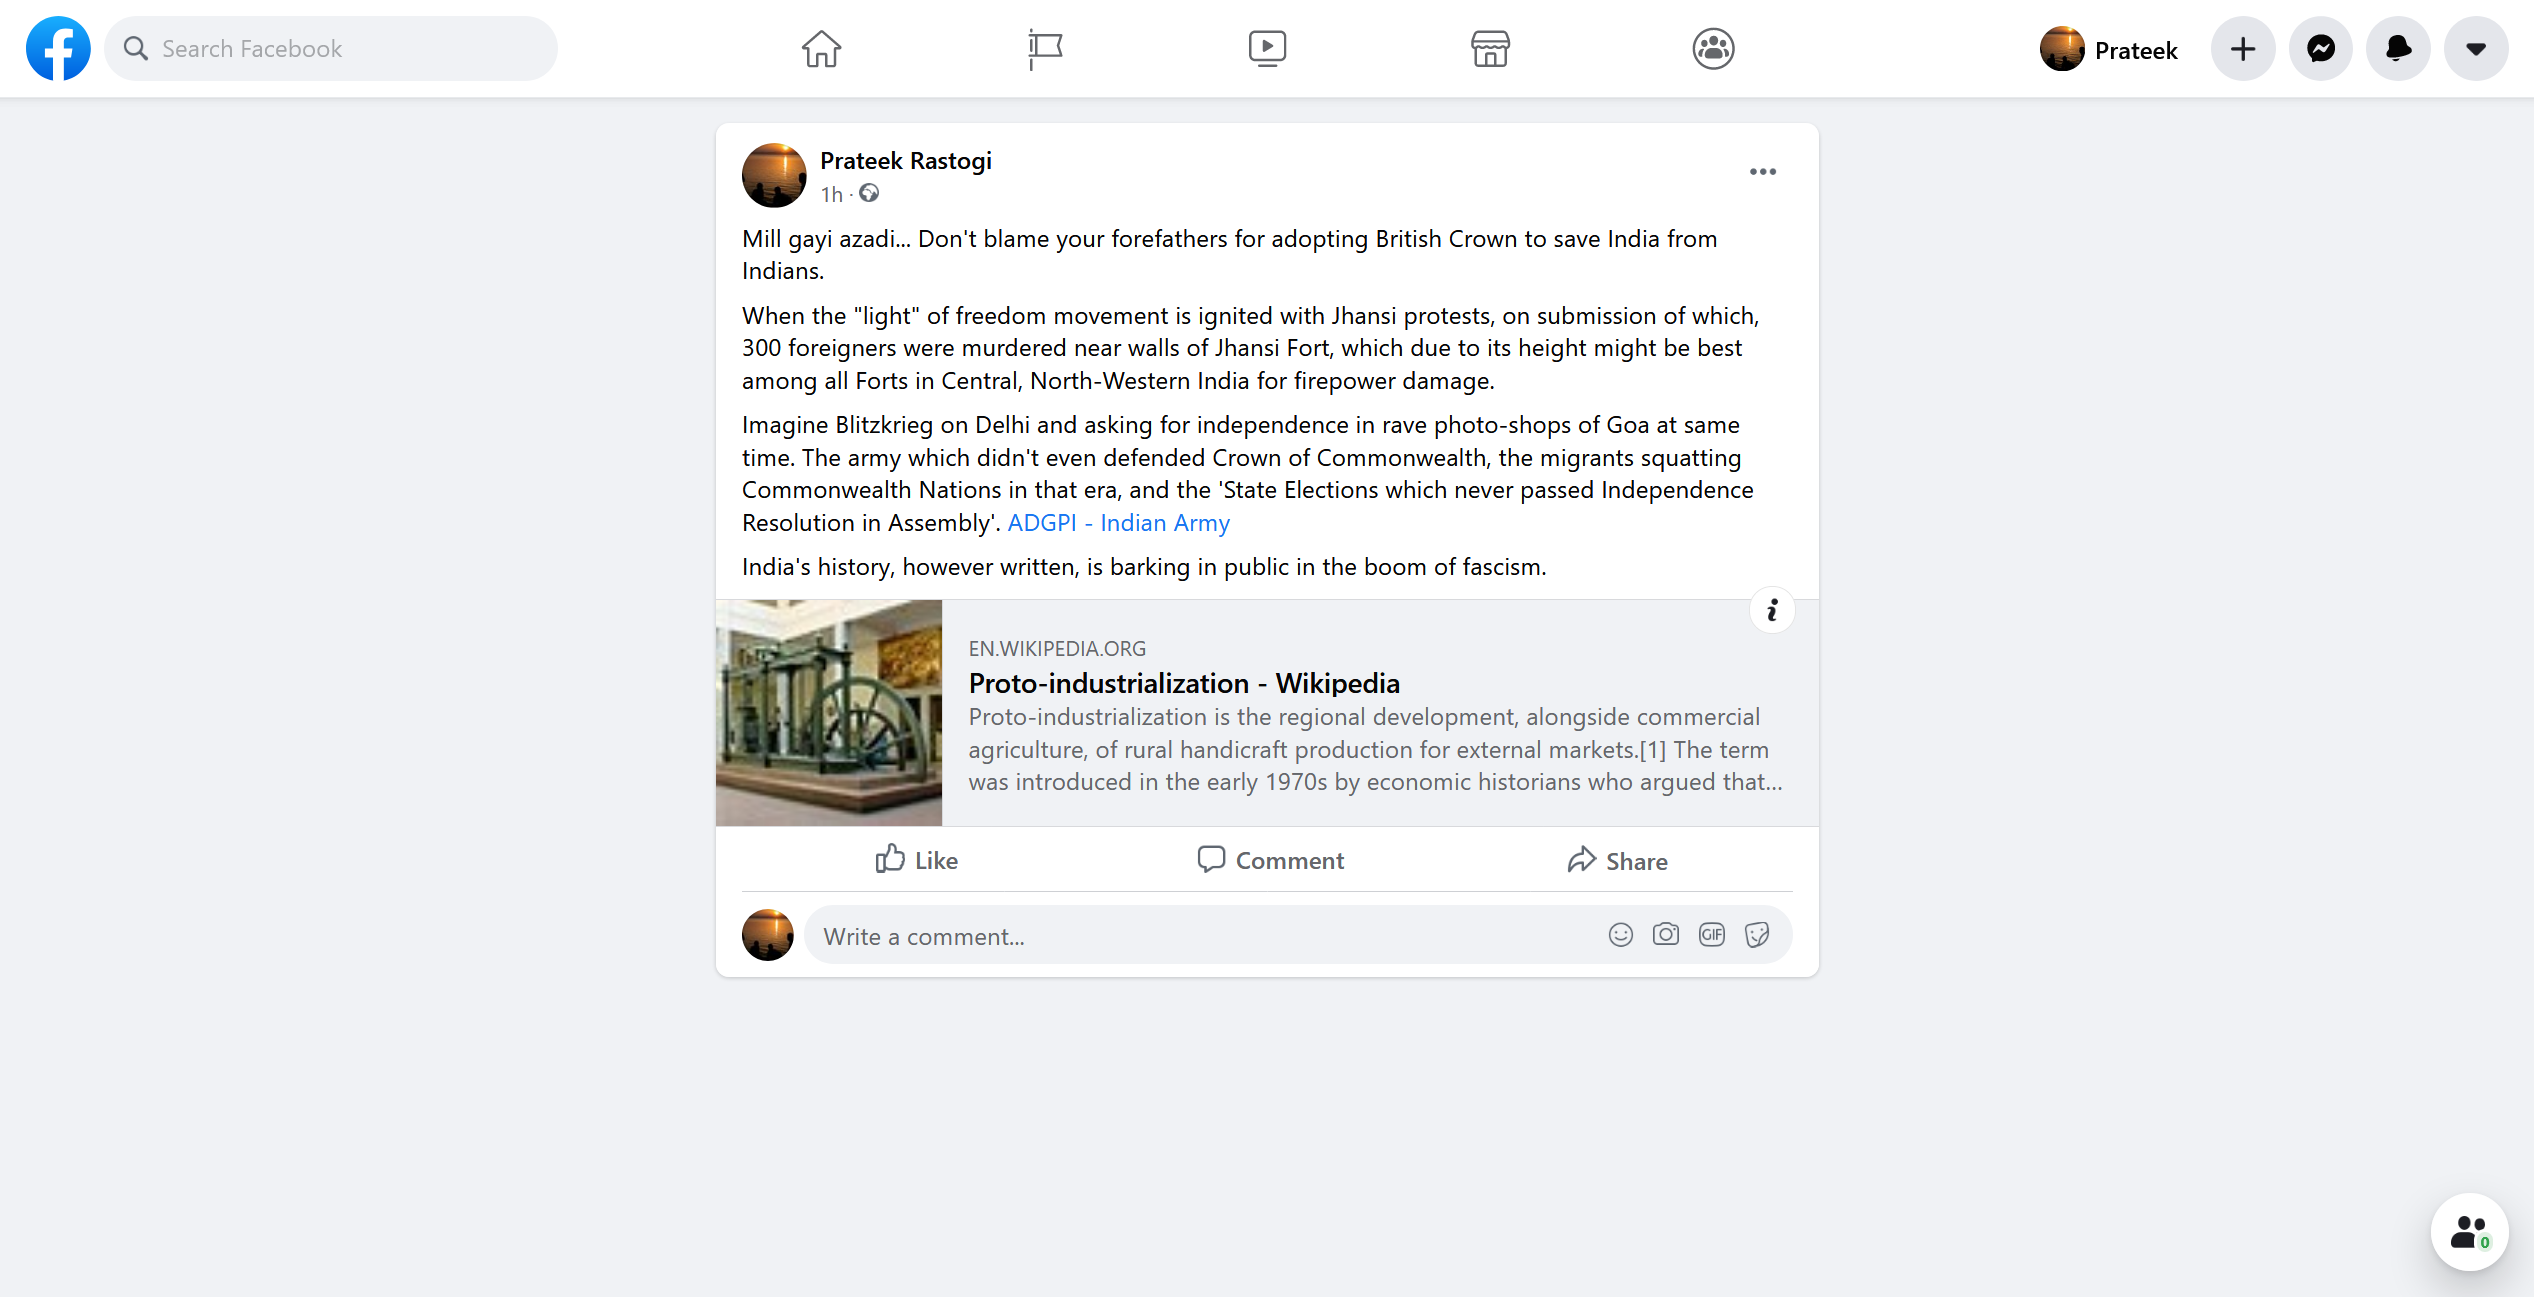 Search Facebook
Prateek
Prateek Rastogi
1h ·
Mill gayi azadi... Don't blame your forefathers for adopting British Crown to save India from
Indians.
When the "light" of freedom movement is ignited with Jhansi protests, on submission of which,
300 foreigners were murdered near walls of Jhansi Fort, which due to its height might be best
among all Forts in Central, North-Western India for firepower damage.
Imagine Blitzkrieg on Delhi and asking for independence in rave photo-shops of Goa at same
time. The army which didn't even defended Crown of Commonwealth, the migrants squatting
Commonwealth Nations in that era, and the 'State Elections which never passed Independence
Resolution in Assembly'. ADGPI - Indian Army
India's history, however written, is barking in public in the boom of fascism.
EN.WIKIPEDIA.ORG
Proto-industrialization - Wikipedia
Proto-industrialization is the regional development, alongside commercial
agriculture, of rural handicraft production for external markets.[1] The term
was introduced in the early 1970s by economic historians who argued that...
Like
Comment
Share
Write a comment...
GIF
0